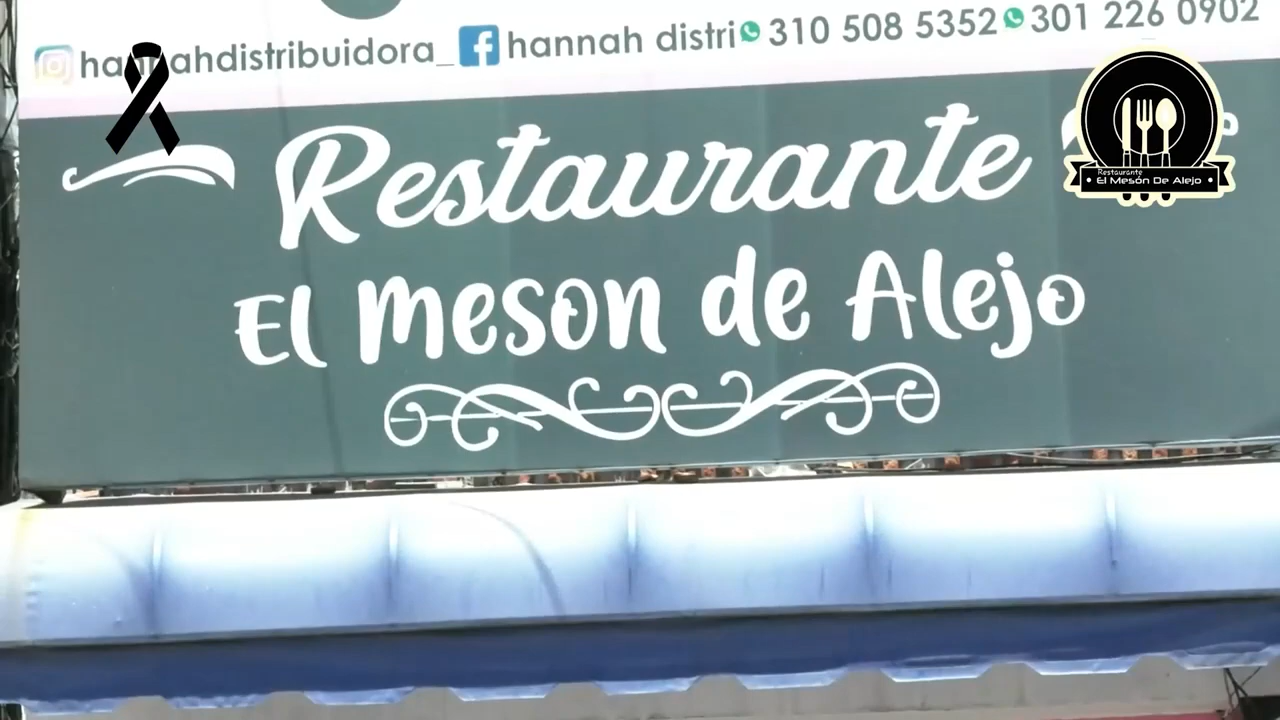 hannahdistribuidora_ hannah distri 310 508 5352 301 226 0902
Restaurante
El meson de Alejo
Restaurante
El Mesón De Alejo